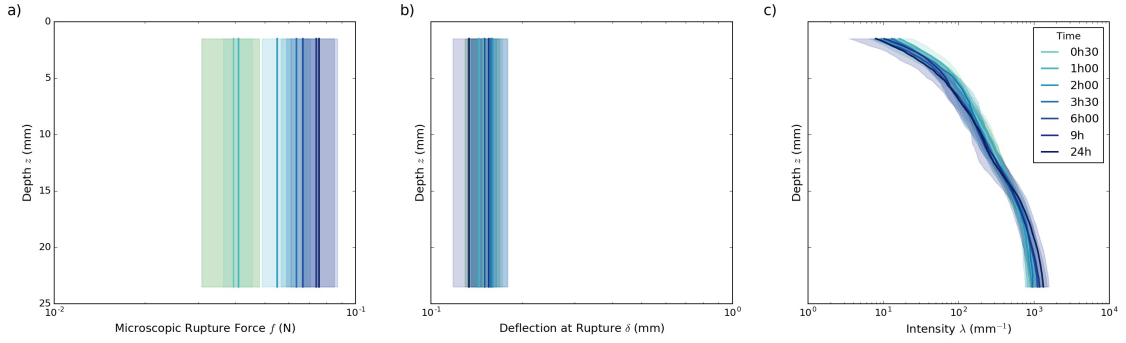 a)
b)
c)
0
5
10
15
20
25
Depth z (mm)
10⁻²
10⁻¹
Microscopic Rupture Force f (N)
Depth z (mm)
10⁻¹
10⁰
Deflection at Rupture δ (mm)
Depth z (mm)
Time
0h30
1h00
2h00
3h30
6h00
9h
24h
10⁰
10¹
10²
10³
10⁴
Intensity λ (mm⁻¹)